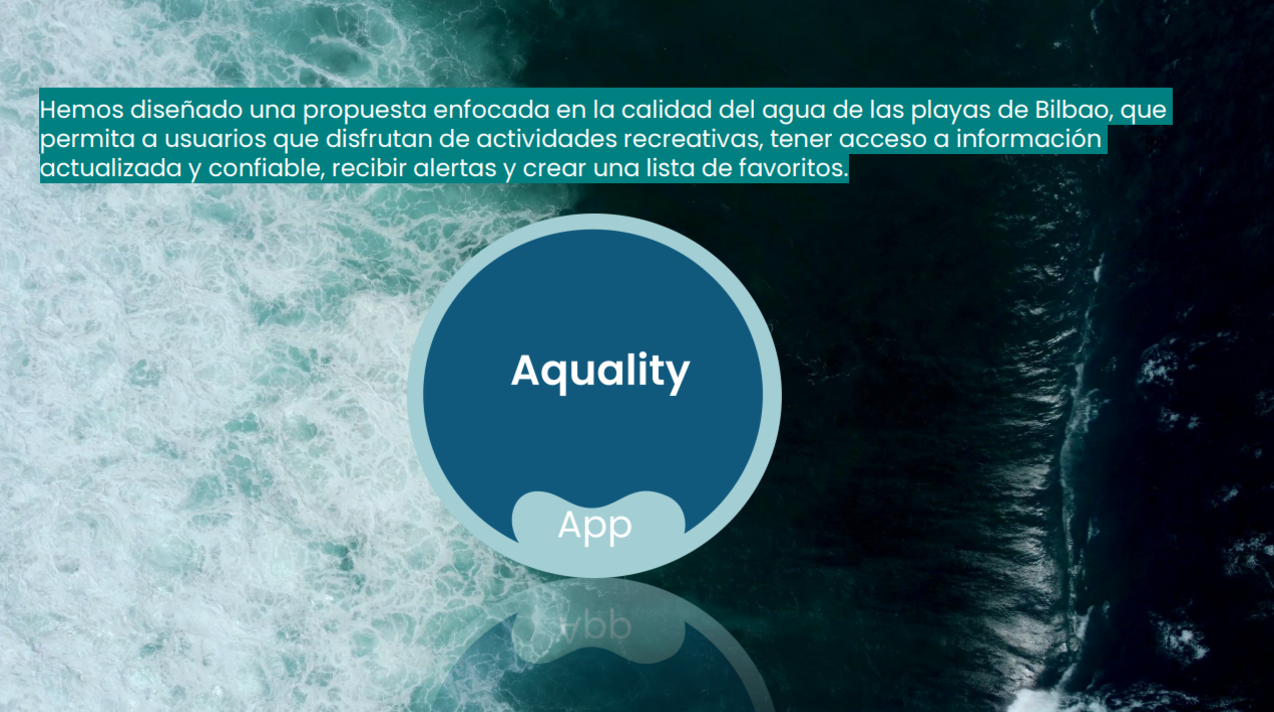 Hemos diseñado una propuesta enfocada en la calidad del agua de las playas de Bilbao, que
permita a usuarios que disfrutan de actividades recreativas, tener acceso a información
actualizada y confiable, recibir alertas y crear una lista de favoritos.
Aquality
App
App